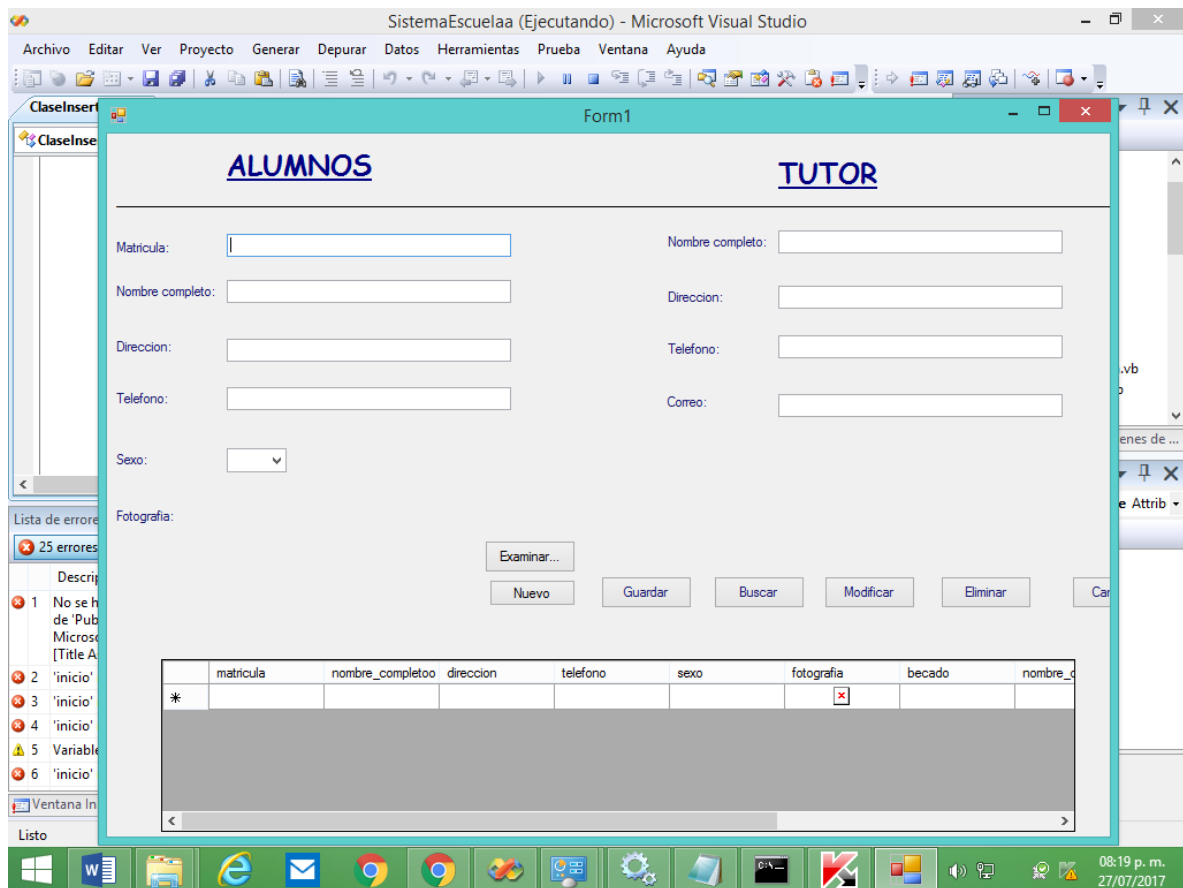 SistemaEscuelaa (Ejecutando) - Microsoft Visual Studio
Archivo Editar Ver Proyecto Generar Depurar Datos Herramientas Prueba Ventana Ayuda
ClaseInsert
Form1
ClaseInse
ALUMNOS
TUTOR
Matricula:
Nombre completo:
Nombre completo:
Direccion:
Direccion:
Telefono:
Telefono:
Correo:
Sexo:
Fotografia:
.vb
enes de ...
e Attrib
Lista de errore
25 errores
Examinar...
Nuevo Guardar Buscar Modificar Eliminar Can
Descrip
1 No se h
de 'Pub
Microso
[Title A
2 'inicio'
3 'inicio'
4 'inicio'
5 Variable
6 'inicio'
matricula nombre_completoo direccion telefono sexo fotografia becado nombre_c
Ventana In
Listo
08:19 p. m.
27/07/2017